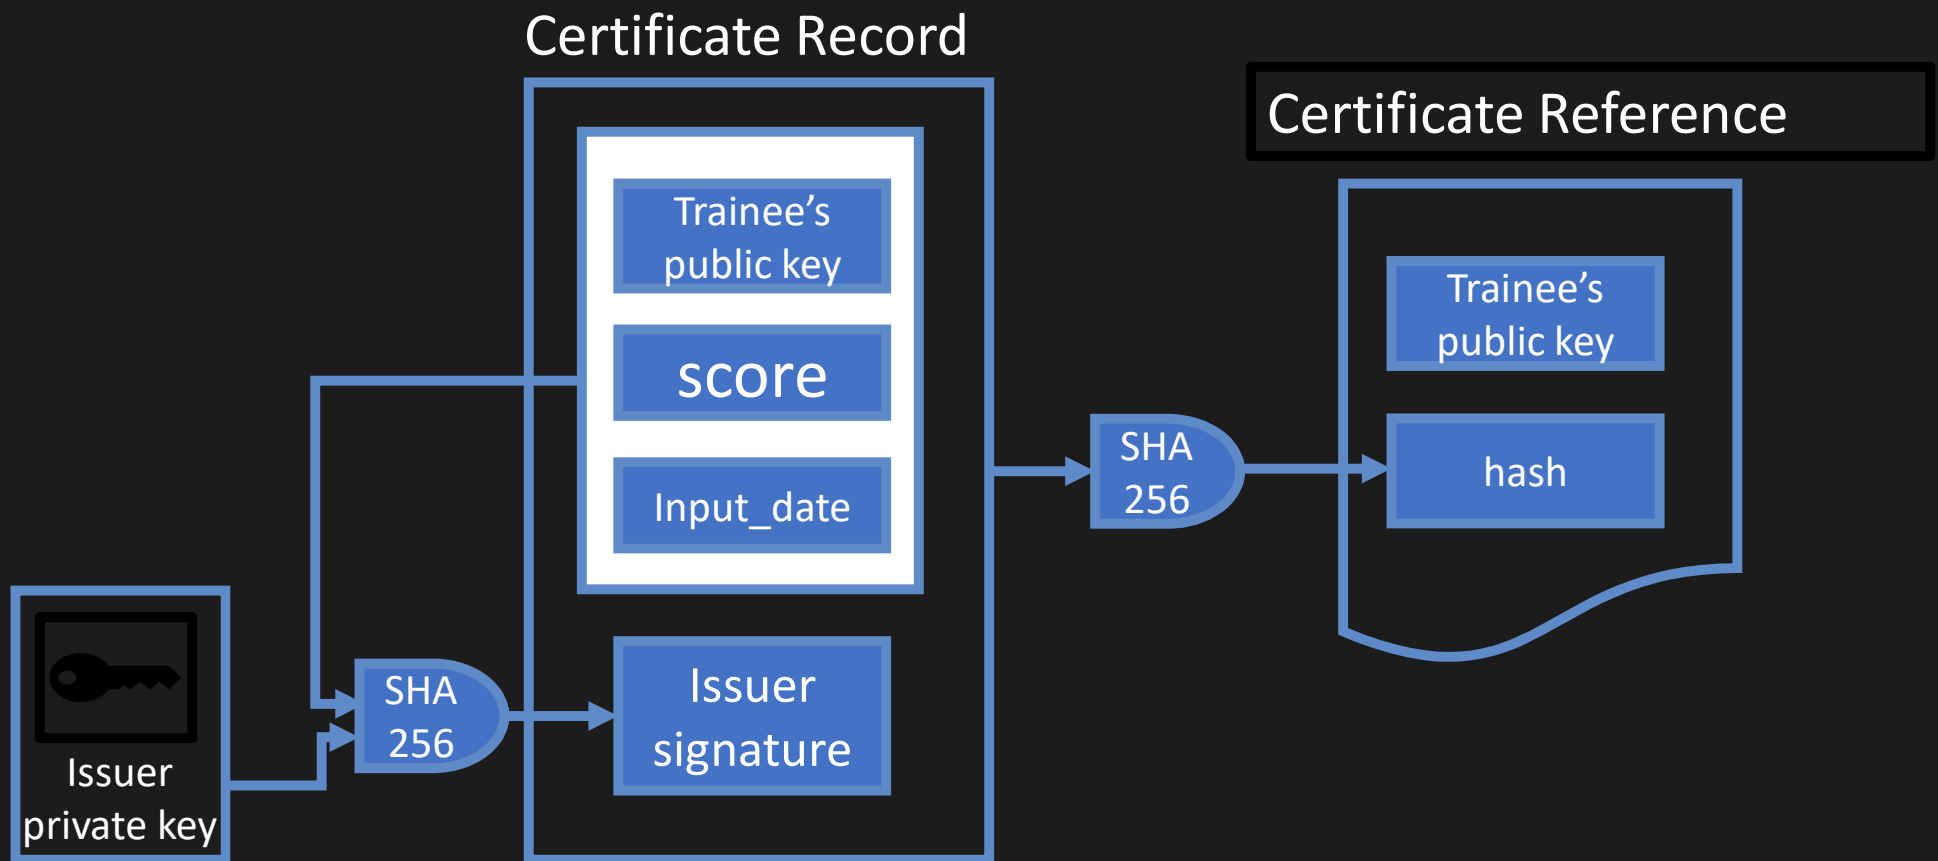 Certificate Record
Certificate Reference
Trainee’s
public key
score
Input_date
Issuer
signature
SHA
256
Issuer
private key
SHA
256
Trainee’s
public key
hash